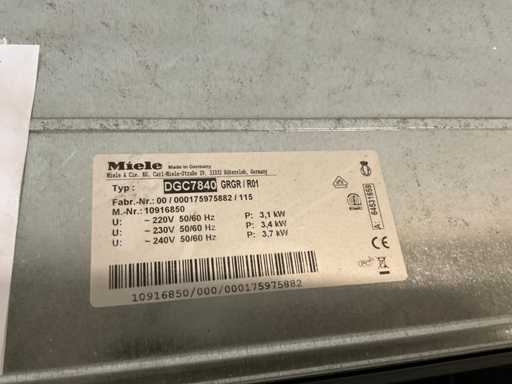 Miele Made in Germany
Miele & Cie. KG, Carl-Miele-Straße 29, 33332 Gütersloh, Germany
Typ : DGC7840 GRGR / R01
Fabr.-Nr.: 00 / 000175975882 / 115
M.-Nr.: 10916850
U: ~ 220V 50/60 Hz P: 3,1 kW
U: ~ 230V 50/60 Hz P: 3,4 kW
U: ~ 240V 50/60 Hz P: 3,7 kW
10916850/000/000175975882
A 64531658
CE